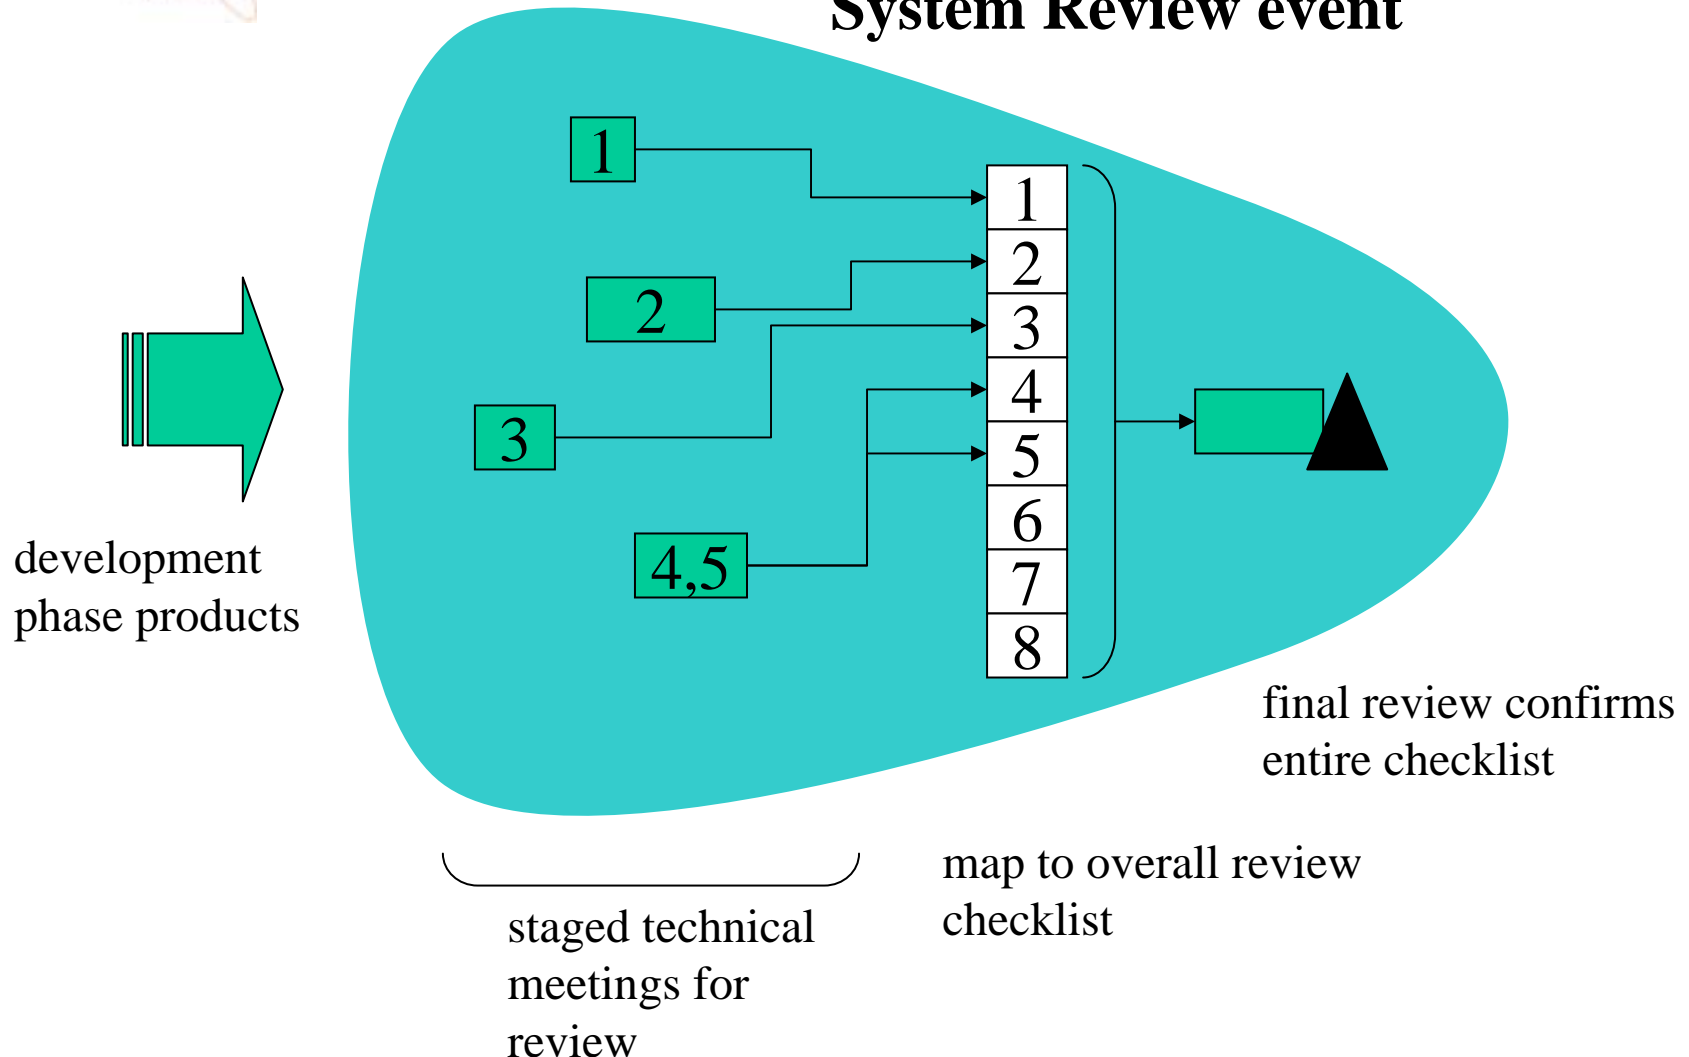 System Review event
1
2
3
4,5
1
2
3
4
5
6
7
8
development
phase products
final review confirms
entire checklist
map to overall review
checklist
staged technical
meetings for
review